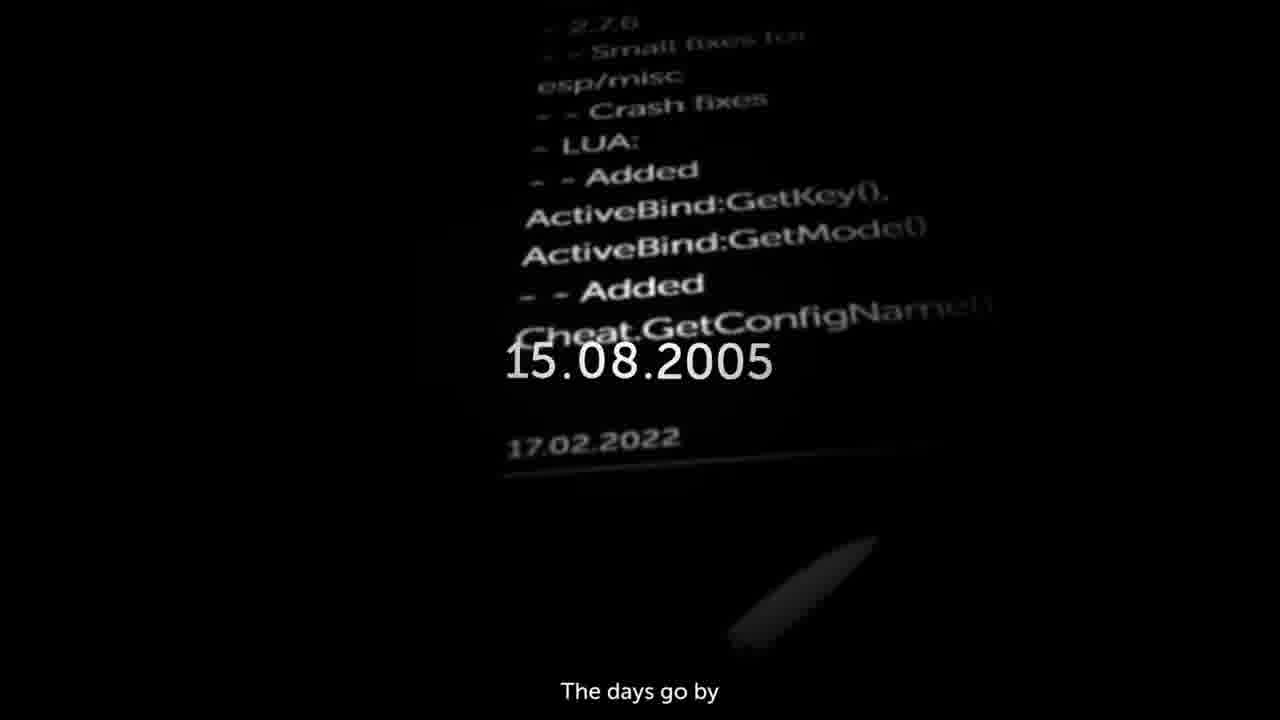 - 2.7.6
- - Small fixes for
esp/misc
- - Crash fixes
- LUA:
- - Added
ActiveBind:GetKey(),
ActiveBind:GetMode()
- - Added
Cheat.GetConfigName()
15.08.2005
17.02.2022
The days go by